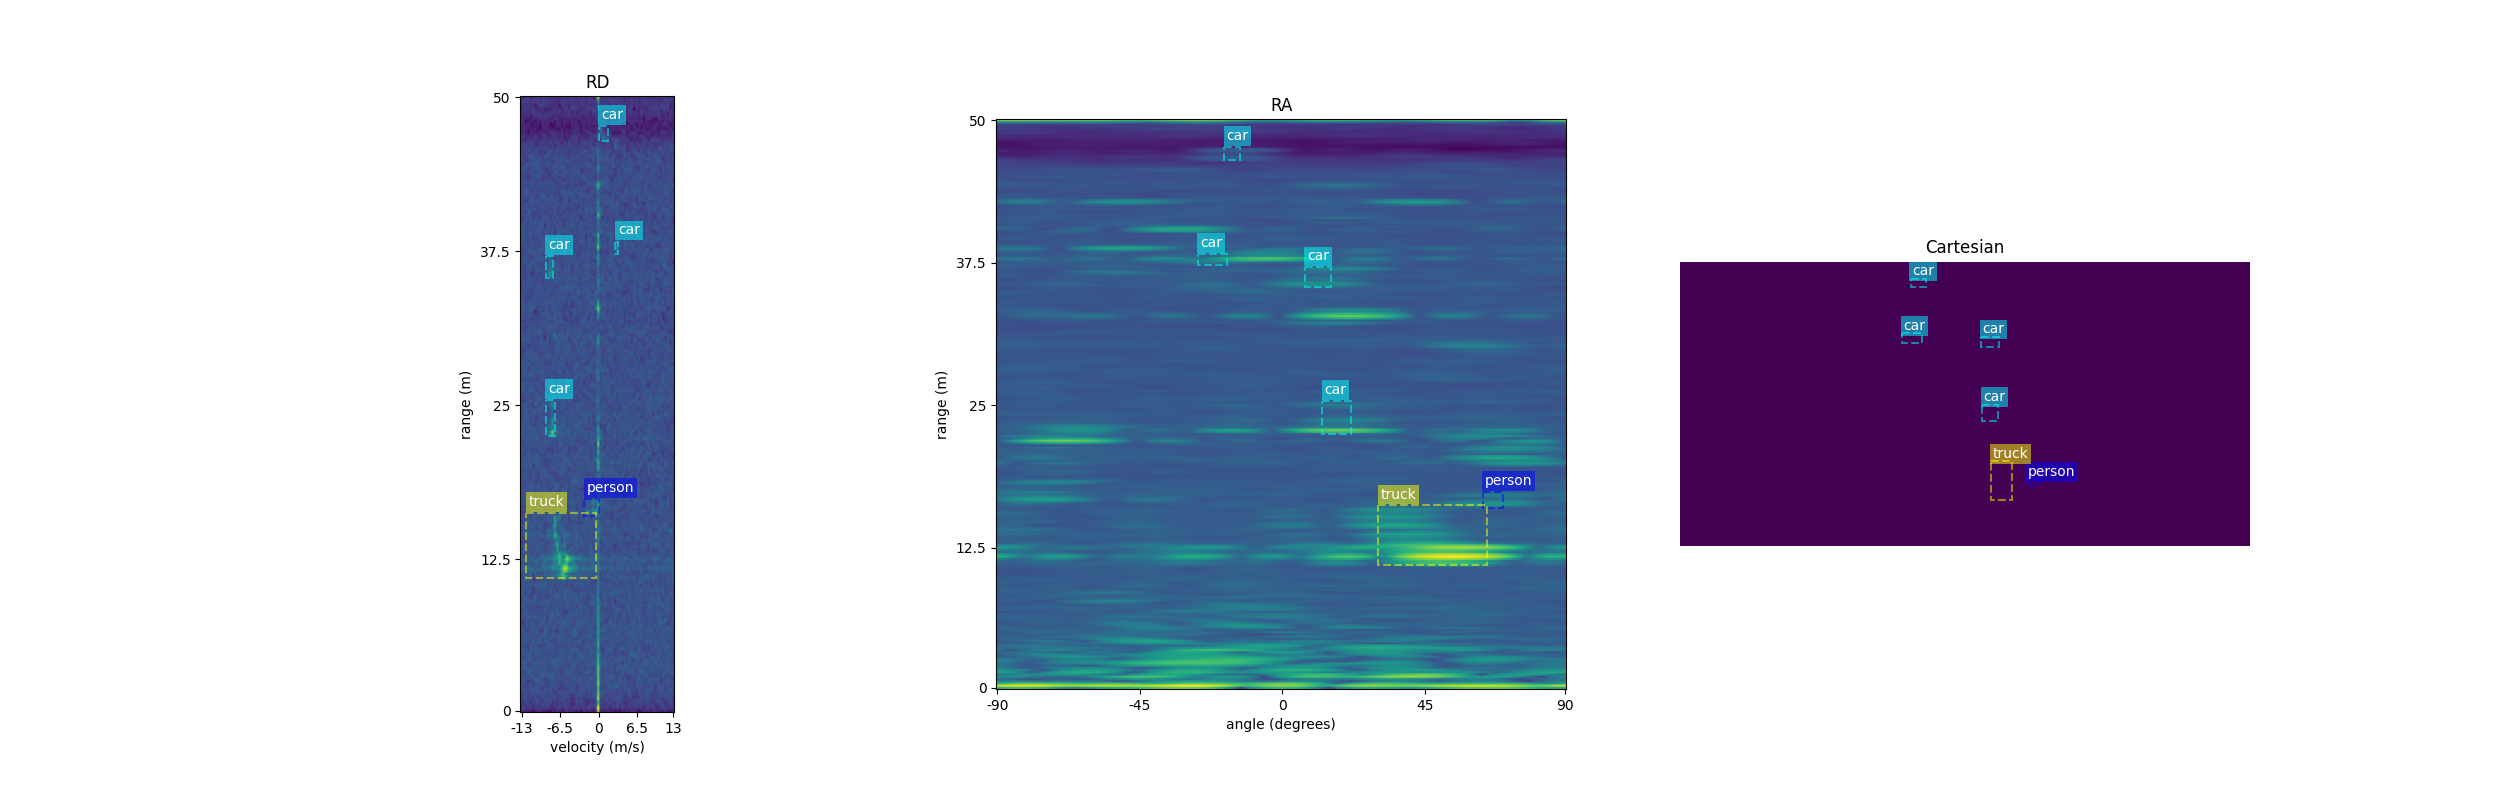 RD
50
37.5
25
12.5
0
range (m)
-13 -6.5 0 6.5 13
velocity (m/s)
car
car
car
car
person
truck
RA
50
37.5
25
12.5
0
range (m)
-90 -45 0 45 90
angle (degrees)
car
car
car
car
person
truck
Cartesian
car
car
car
car
truck
person